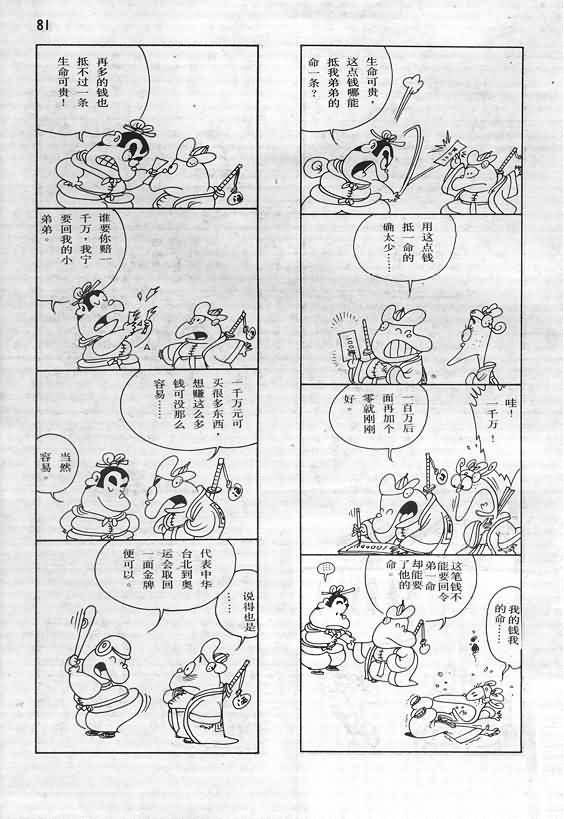 81
生命可贵，
这点钱哪能
抵我弟弟的
命一条？
用这点钱
抵一命的
确太少……
哇！
一千万！
一百万后
面再加个
零就刚刚
好。
这笔钱不
能要回令
弟一命
却能要
了他的
命。
我的钱我
的命……
再多的钱也
抵不过一条
生命可贵！
谁要你赔一
千万，我宁
要回我的小
弟弟。
一千万元可
买很多东西，
想赚这么多
钱可没那么
容易……
当然
容易。
说得也是
……
代表中华
台北到奥
运会取回
一面金牌
便可以。